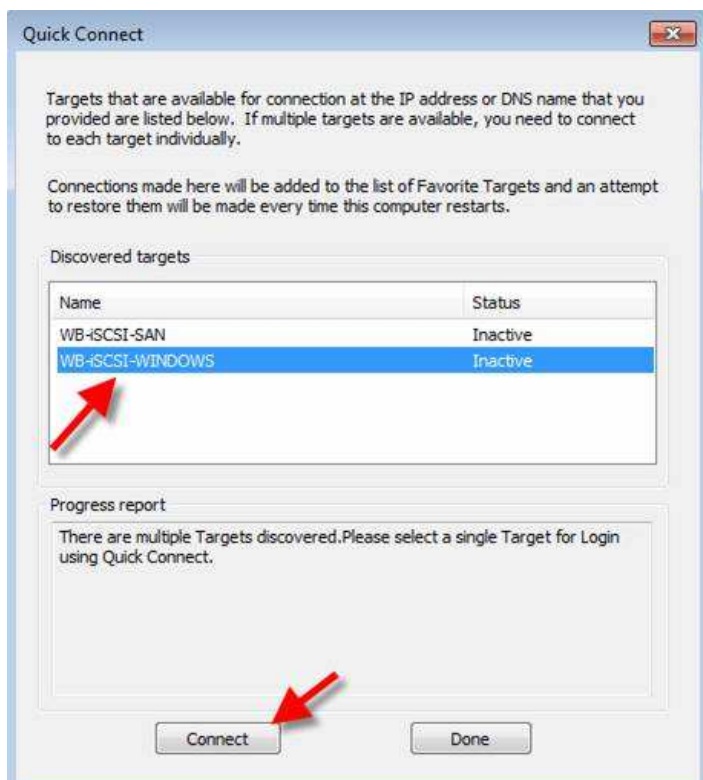 Quick Connect
Targets that are available for connection at the IP address or DNS name that you
provided are listed below. If multiple targets are available, you need to connect
to each target individually.
Connections made here will be added to the list of Favorite Targets and an attempt
to restore them will be made every time this computer restarts.
Discovered targets
Name Status
WB-iSCSI-SAN Inactive
WB-iSCSI-WINDOWS Inactive
Progress report
There are multiple Targets discovered.Please select a single Target for Login
using Quick Connect.
Connect Done